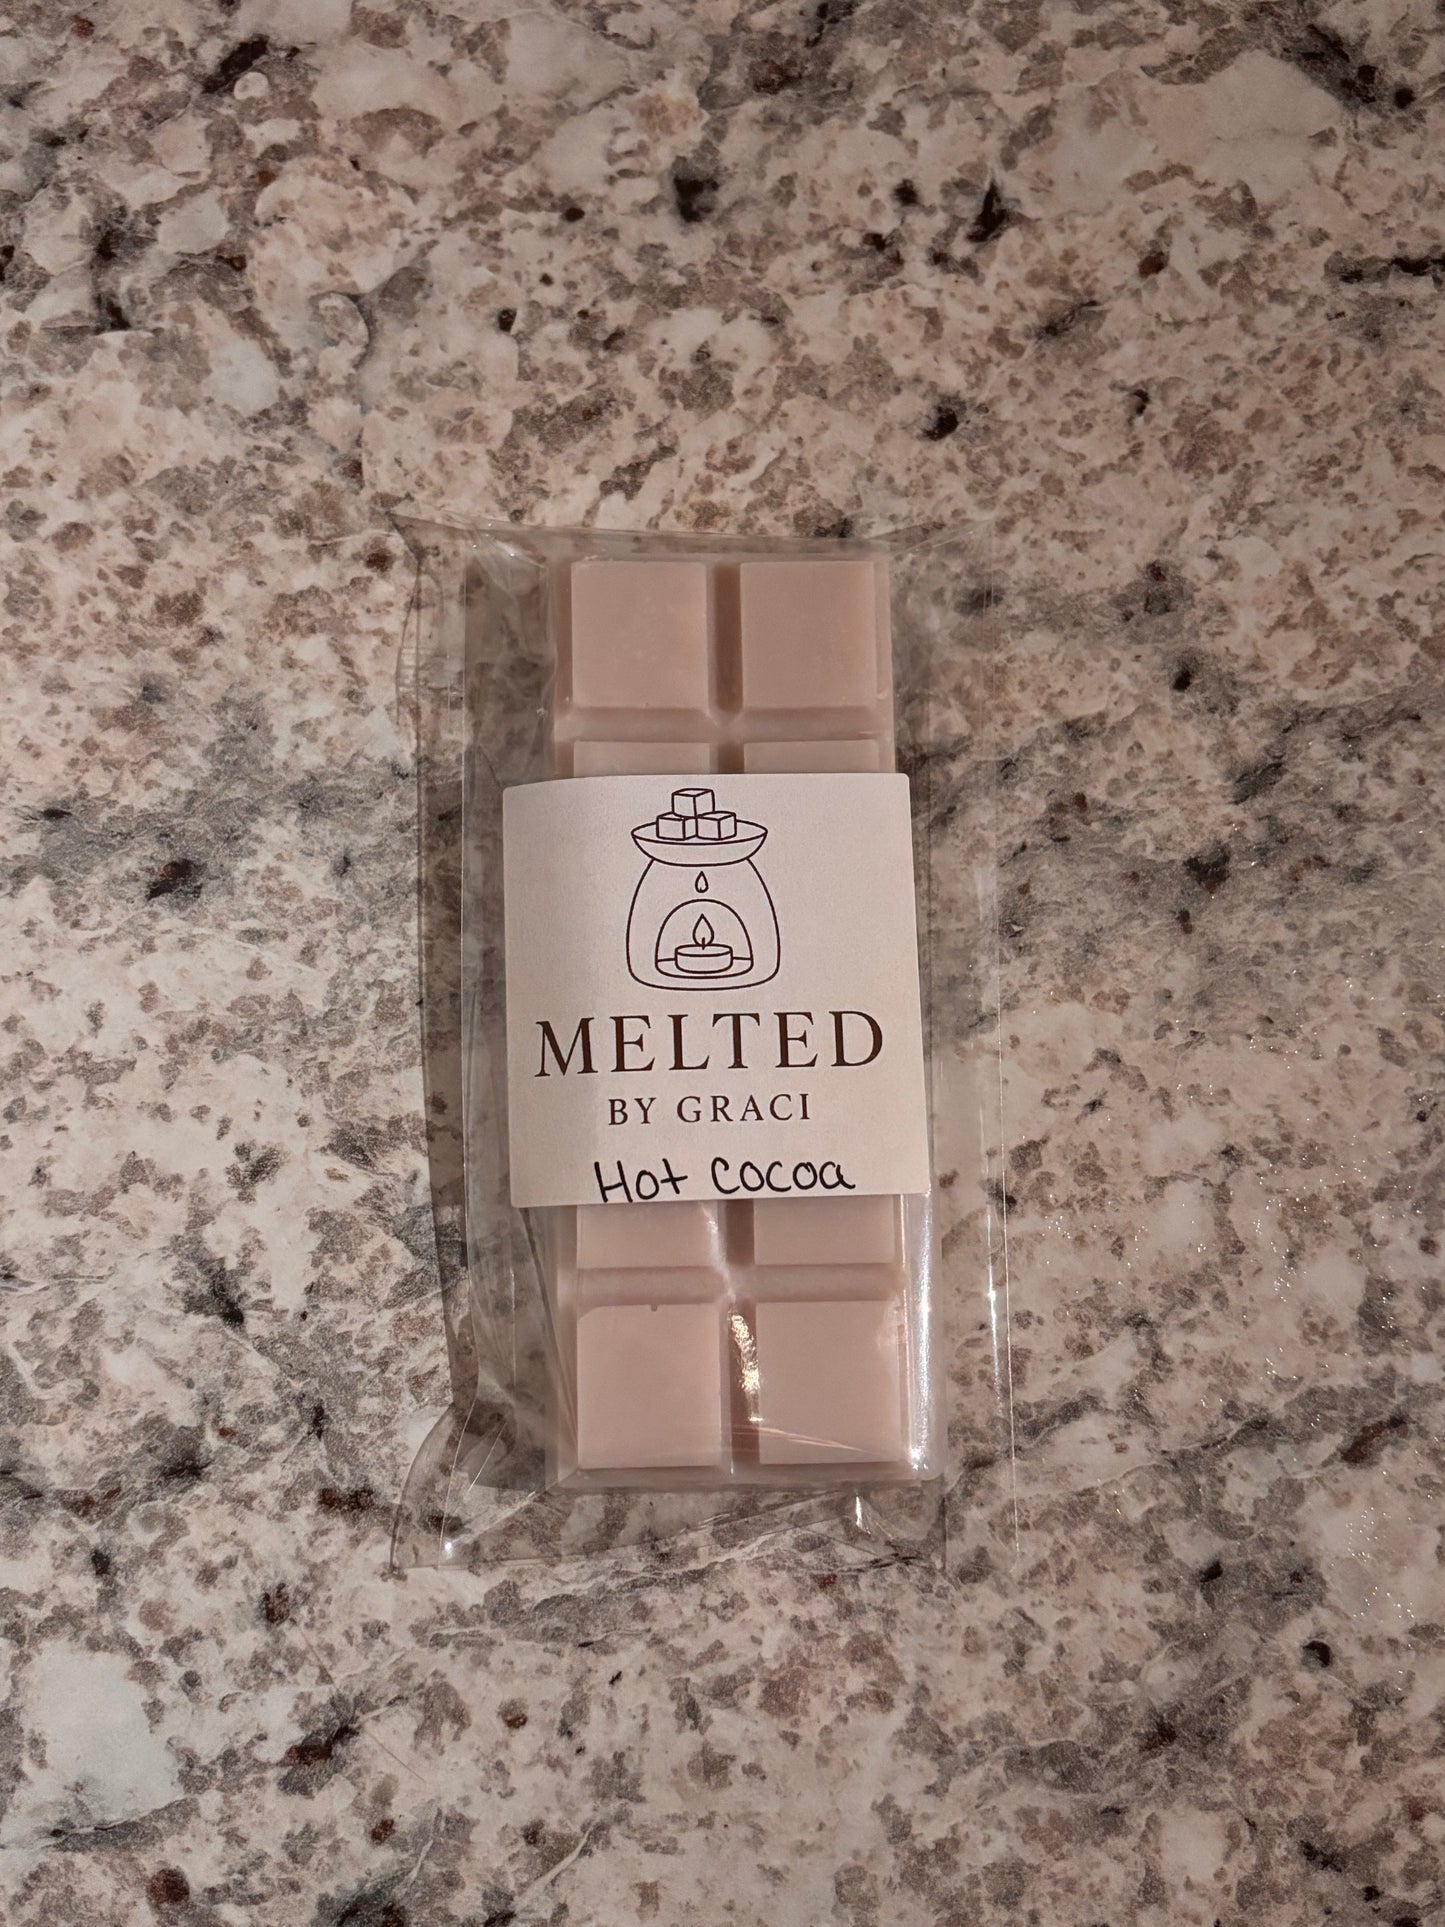 MELTED
BY GRACI
Hot Cocoa